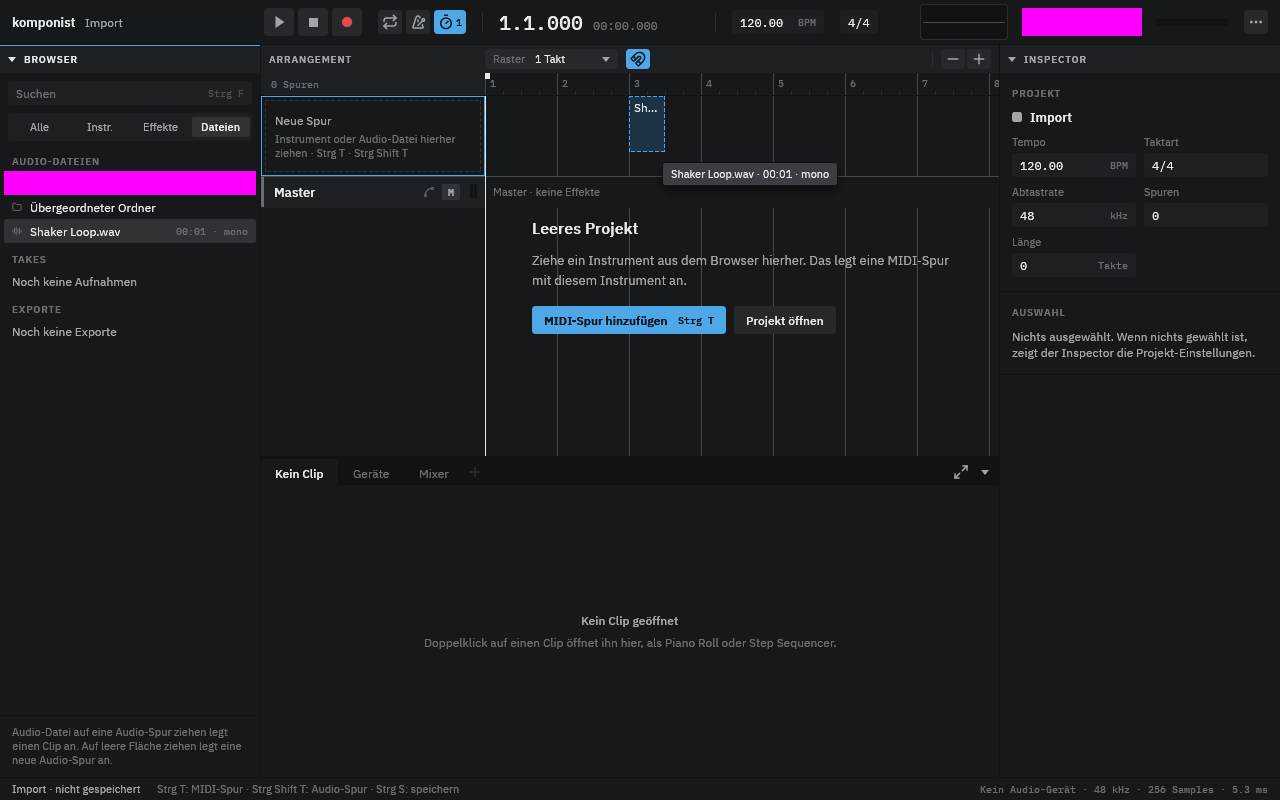 komponist Import
1
1.1.000 00:00.000
120.00 BPM
4/4
BROWSER
Suchen Strg F
Alle Instr. Effekte Dateien
AUDIO-DATEIEN
Übergeordneter Ordner
Shaker Loop.wav 00:01 · mono
TAKES
Noch keine Aufnahmen
EXPORTE
Noch keine Exporte
Audio-Datei auf eine Audio-Spur ziehen legt
einen Clip an. Auf leere Fläche ziehen legt eine
neue Audio-Spur an.
ARRANGEMENT
Raster 1 Takt
0 Spuren
1 2 3 4 5 6 7 8
Neue Spur
Instrument oder Audio-Datei hierher
ziehen · Strg T · Strg Shift T
Sh...
Shaker Loop.wav · 00:01 · mono
Master M
Master · keine Effekte
Leeres Projekt
Ziehe ein Instrument aus dem Browser hierher. Das legt eine MIDI-Spur
mit diesem Instrument an.
MIDI-Spur hinzufügen Strg T
Projekt öffnen
Kein Clip Geräte Mixer
Kein Clip geöffnet
Doppelklick auf einen Clip öffnet ihn hier, als Piano Roll oder Step Sequencer.
INSPECTOR
PROJEKT
Import
Tempo Taktart
120.00 BPM 4/4
Abtastrate Spuren
48 kHz 0
Länge
0 Takte
AUSWAHL
Nichts ausgewählt. Wenn nichts gewählt ist,
zeigt der Inspector die Projekt-Einstellungen.
Import · nicht gespeichert Strg T: MIDI-Spur · Strg Shift T: Audio-Spur · Strg S: speichern
Kein Audio-Gerät · 48 kHz · 256 Samples · 5.3 ms